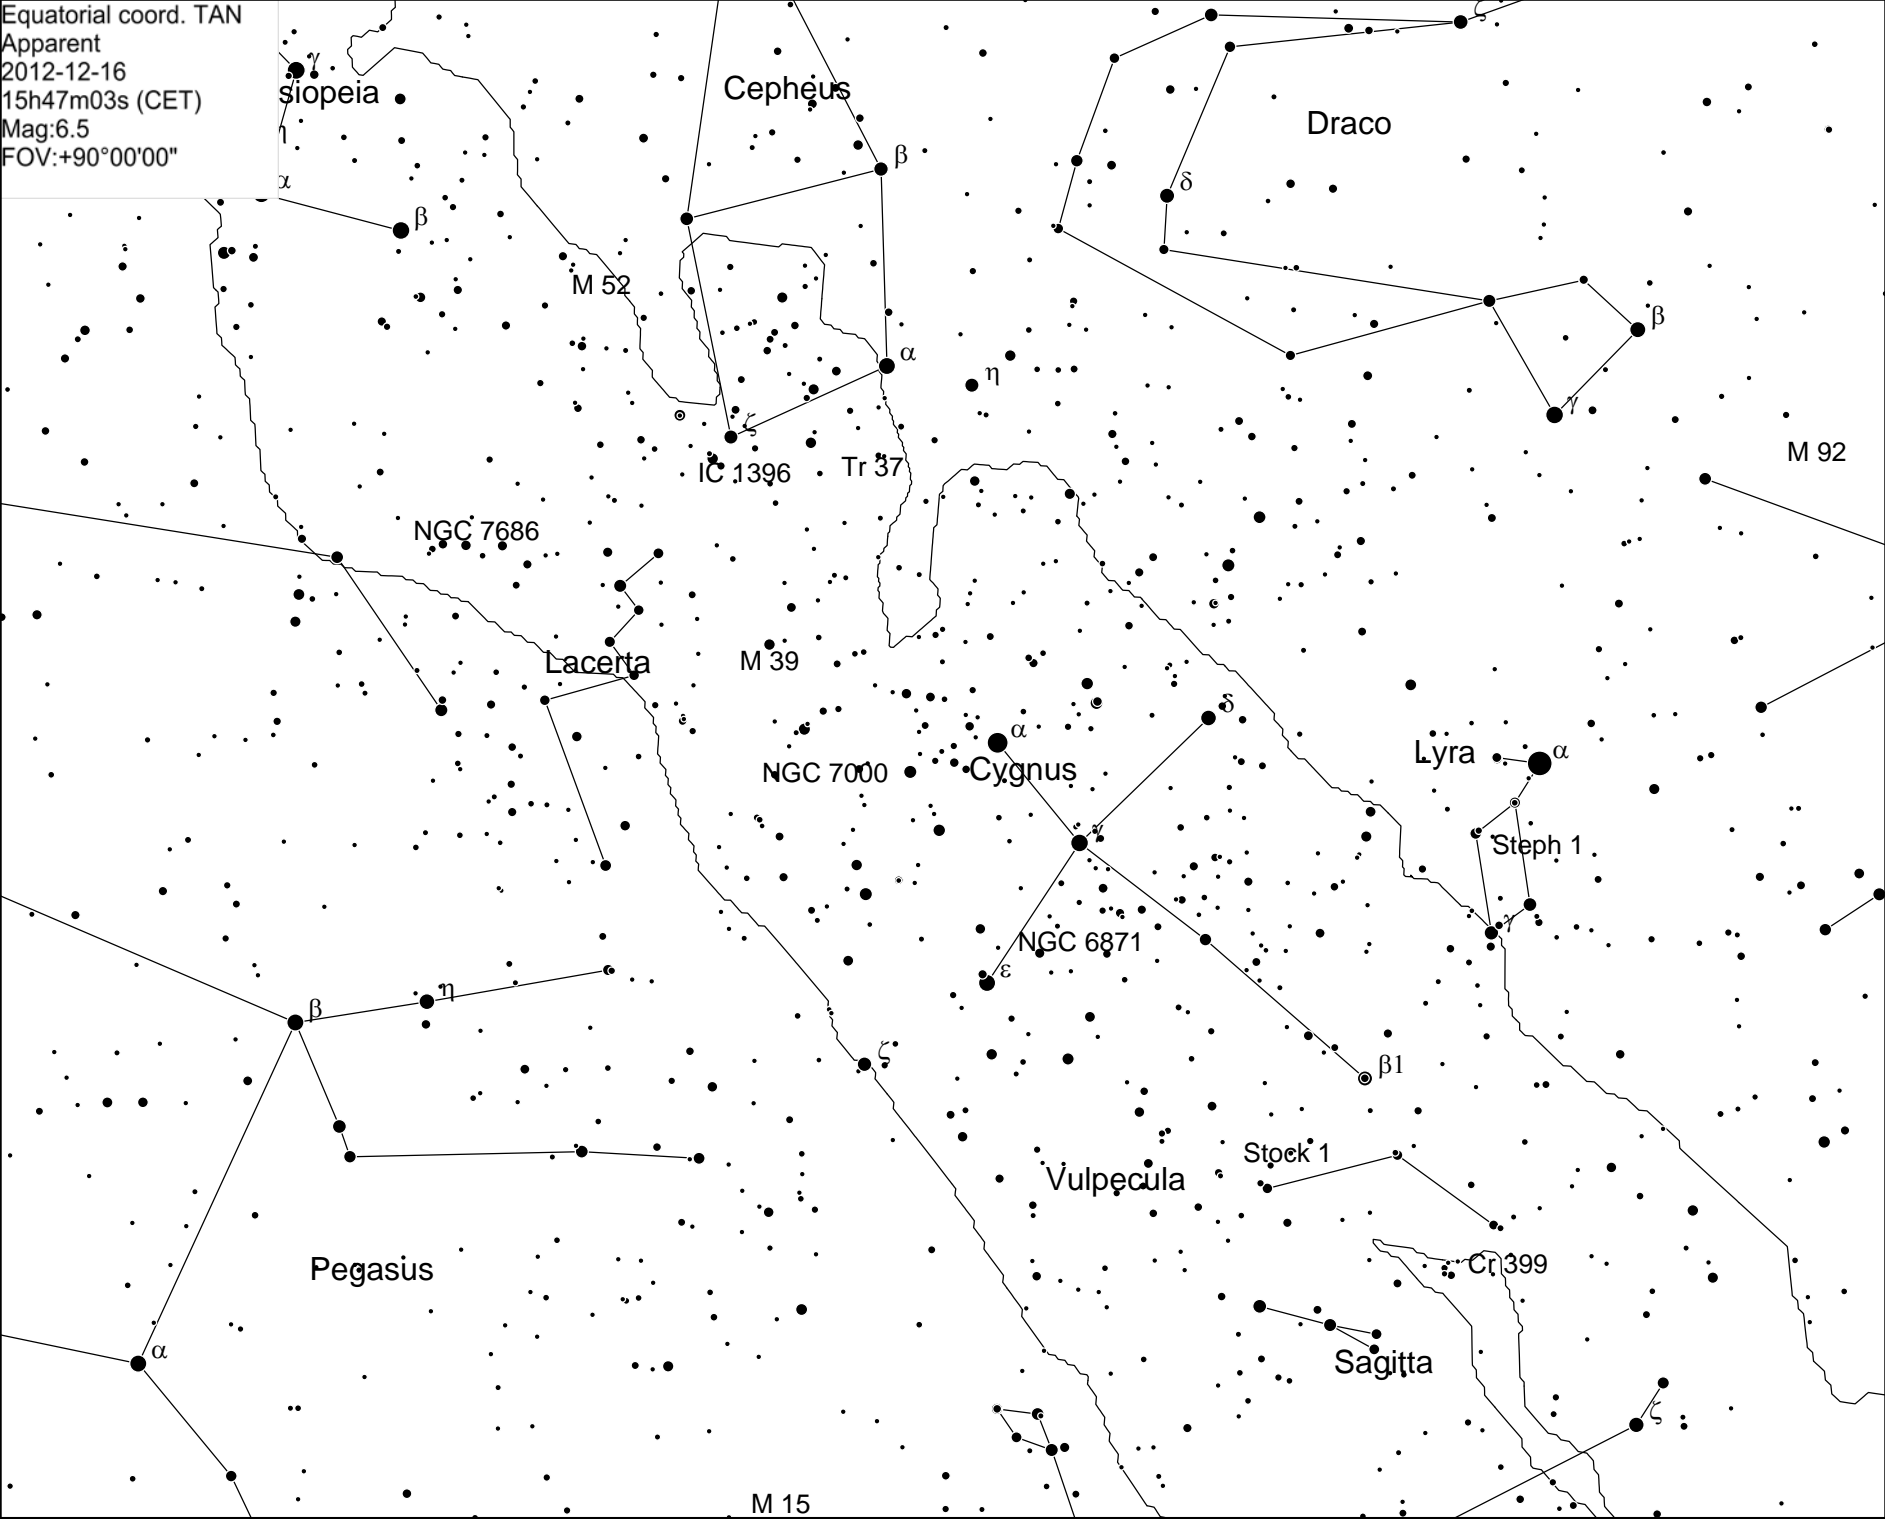 Equatorial coord. TAN
Apparent
2012-12-16
15h47m03s (CET)
Mag:6.5
FOV:+90°00'00"
γ
siopeia
η
α
β
Cepheus
β
Draco
δ
ζ
M 52
β
α
η
γ
ζ
IC 1396
Tr 37
M 92
NGC 7686
Lacerta
M 39
δ
α
Cygnus
NGC 7000
Lyra
α
γ
Steph 1
γ
NGC 6871
ε
η
β
ζ
β1
Stock 1
Vulpecula
Pegasus
Cr 399
α
Sagitta
ζ
M 15